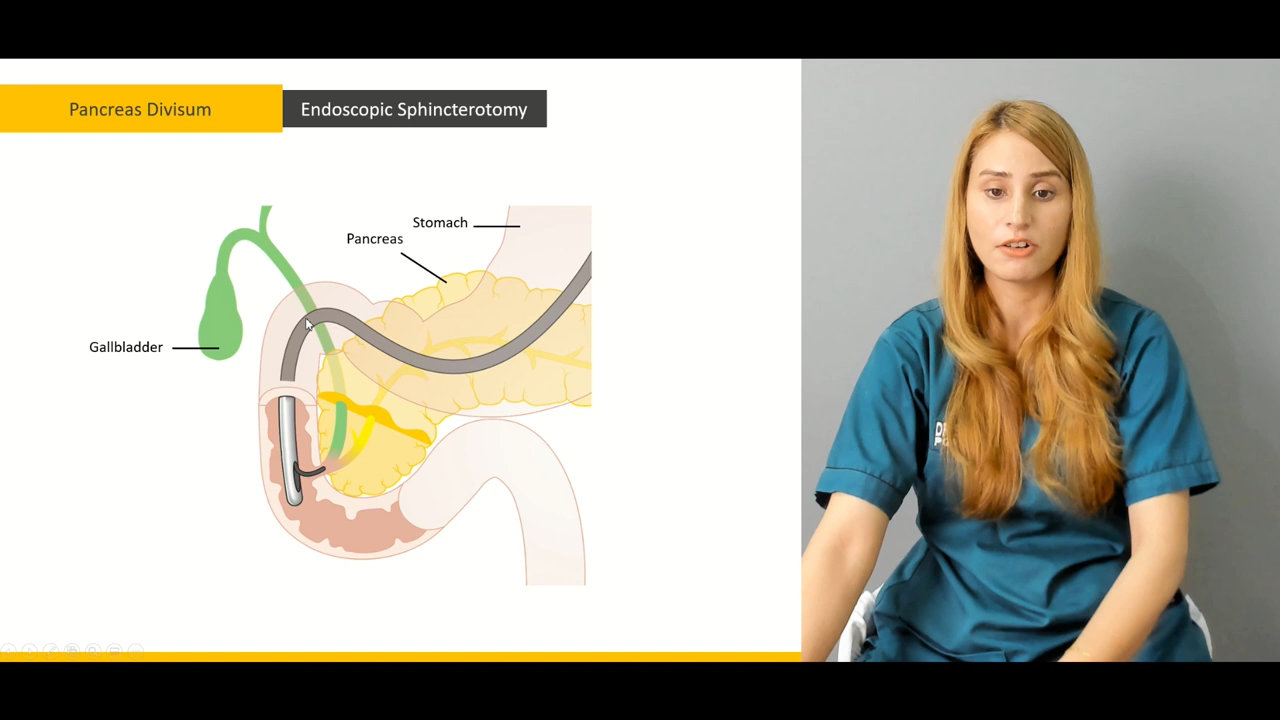 Pancreas Divisum
Endoscopic Sphincterotomy
Stomach
Pancreas
Gallbladder